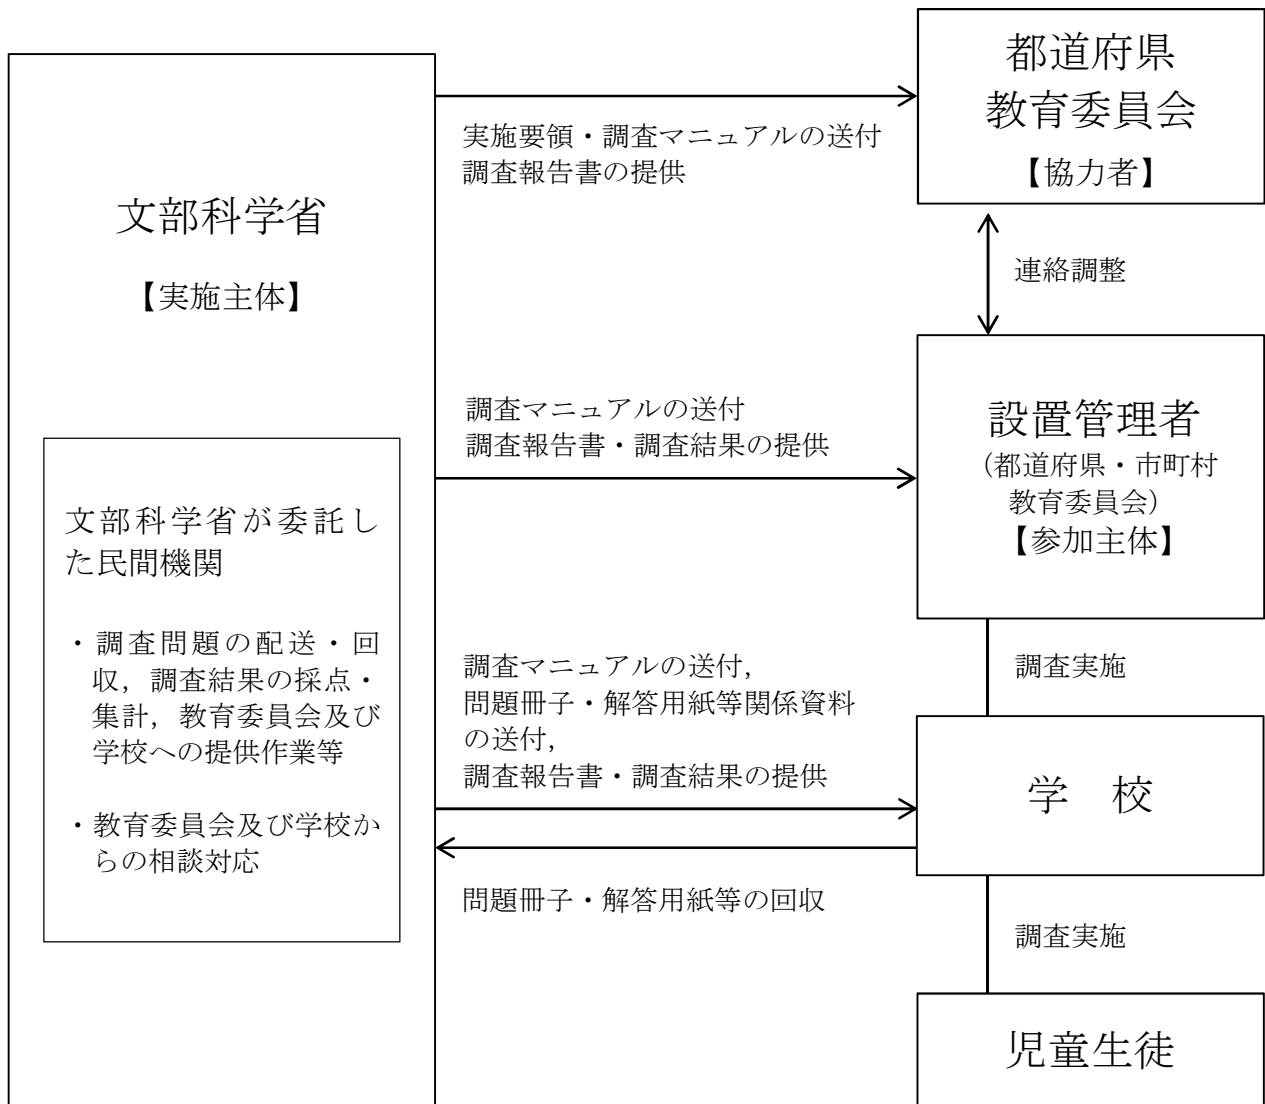 都道府県
教育委員会
【協力者】
実施要領・調査マニュアルの送付
調査報告書の提供
文部科学省
【実施主体】
連絡調整
調査マニュアルの送付
調査報告書・調査結果の提供
設置管理者
（都道府県・市町村
教育委員会）
【参加主体】
文部科学省が委託し
た民間機関
・調査問題の配送・回
収，調査結果の採点・
集計，教育委員会及び
学校への提供作業等
・教育委員会及び学校か
らの相談対応
調査マニュアルの送付，
問題冊子・解答用紙等関係資料
の送付，
調査報告書・調査結果の提供
調査実施
学　校
問題冊子・解答用紙等の回収
調査実施
児童生徒